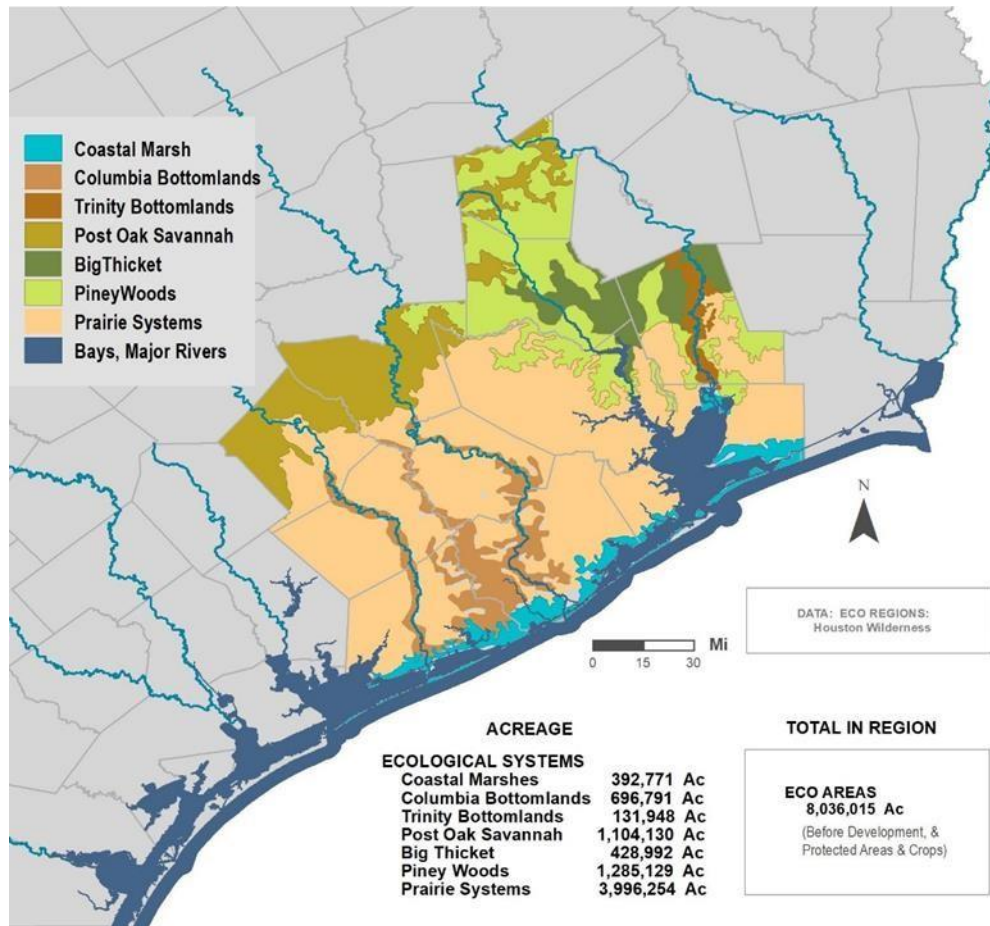 Coastal Marsh
Columbia Bottomlands
Trinity Bottomlands
Post Oak Savannah
BigThicket
PineyWoods
Prairie Systems
Bays, Major Rivers
N
DATA: ECO REGIONS:
Houston Wilderness
Mi
0 15 30
ACREAGE
ECOLOGICAL SYSTEMS
Coastal Marshes 392,771 Ac
Columbia Bottomlands 696,791 Ac
Trinity Bottomlands 131,948 Ac
Post Oak Savannah 1,104,130 Ac
Big Thicket 428,992 Ac
Piney Woods 1,285,129 Ac
Prairie Systems 3,996,254 Ac
TOTAL IN REGION
ECO AREAS
8,036,015 Ac
(Before Development, &
Protected Areas & Crops)